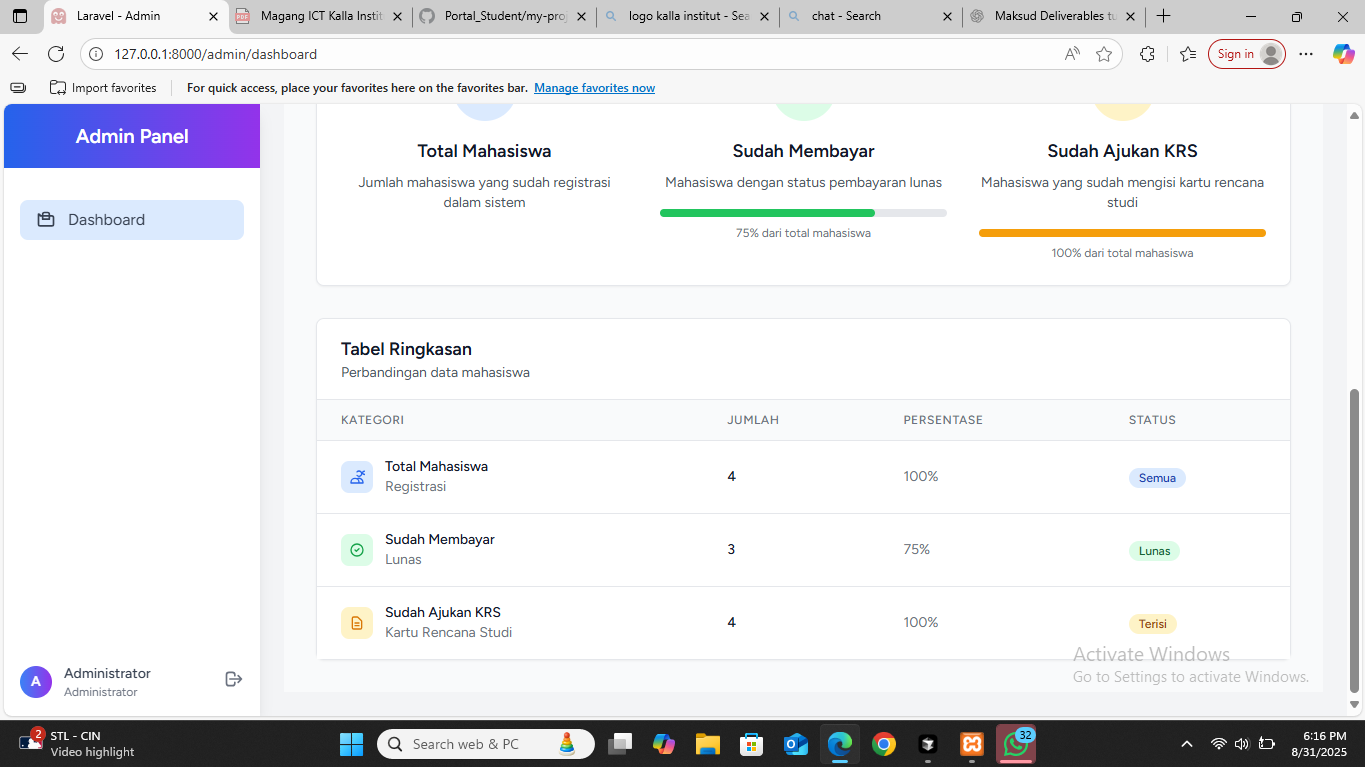 Laravel - Admin
Magang ICT Kalla Instit
Portal_Student/my-proj
logo kalla institut - Sea
chat - Search
Maksud Deliverables tu
127.0.0.1:8000/admin/dashboard
Sign in
Import favorites
For quick access, place your favorites here on the favorites bar. Manage favorites now
Admin Panel
Dashboard
Total Mahasiswa
Jumlah mahasiswa yang sudah registrasi
dalam sistem
Sudah Membayar
Mahasiswa dengan status pembayaran lunas
75% dari total mahasiswa
Sudah Ajukan KRS
Mahasiswa yang sudah mengisi kartu rencana
studi
100% dari total mahasiswa
Tabel Ringkasan
Perbandingan data mahasiswa
KATEGORI JUMLAH PERSENTASE STATUS
Total Mahasiswa
Registrasi
4 100% Semua
Sudah Membayar
Lunas
3 75% Lunas
Sudah Ajukan KRS
Kartu Rencana Studi
4 100% Terisi
Activate Windows
Go to Settings to activate Windows.
A
Administrator
Administrator
2
STL - CIN
Video highlight
Search web & PC
32
6:16 PM
8/31/2025